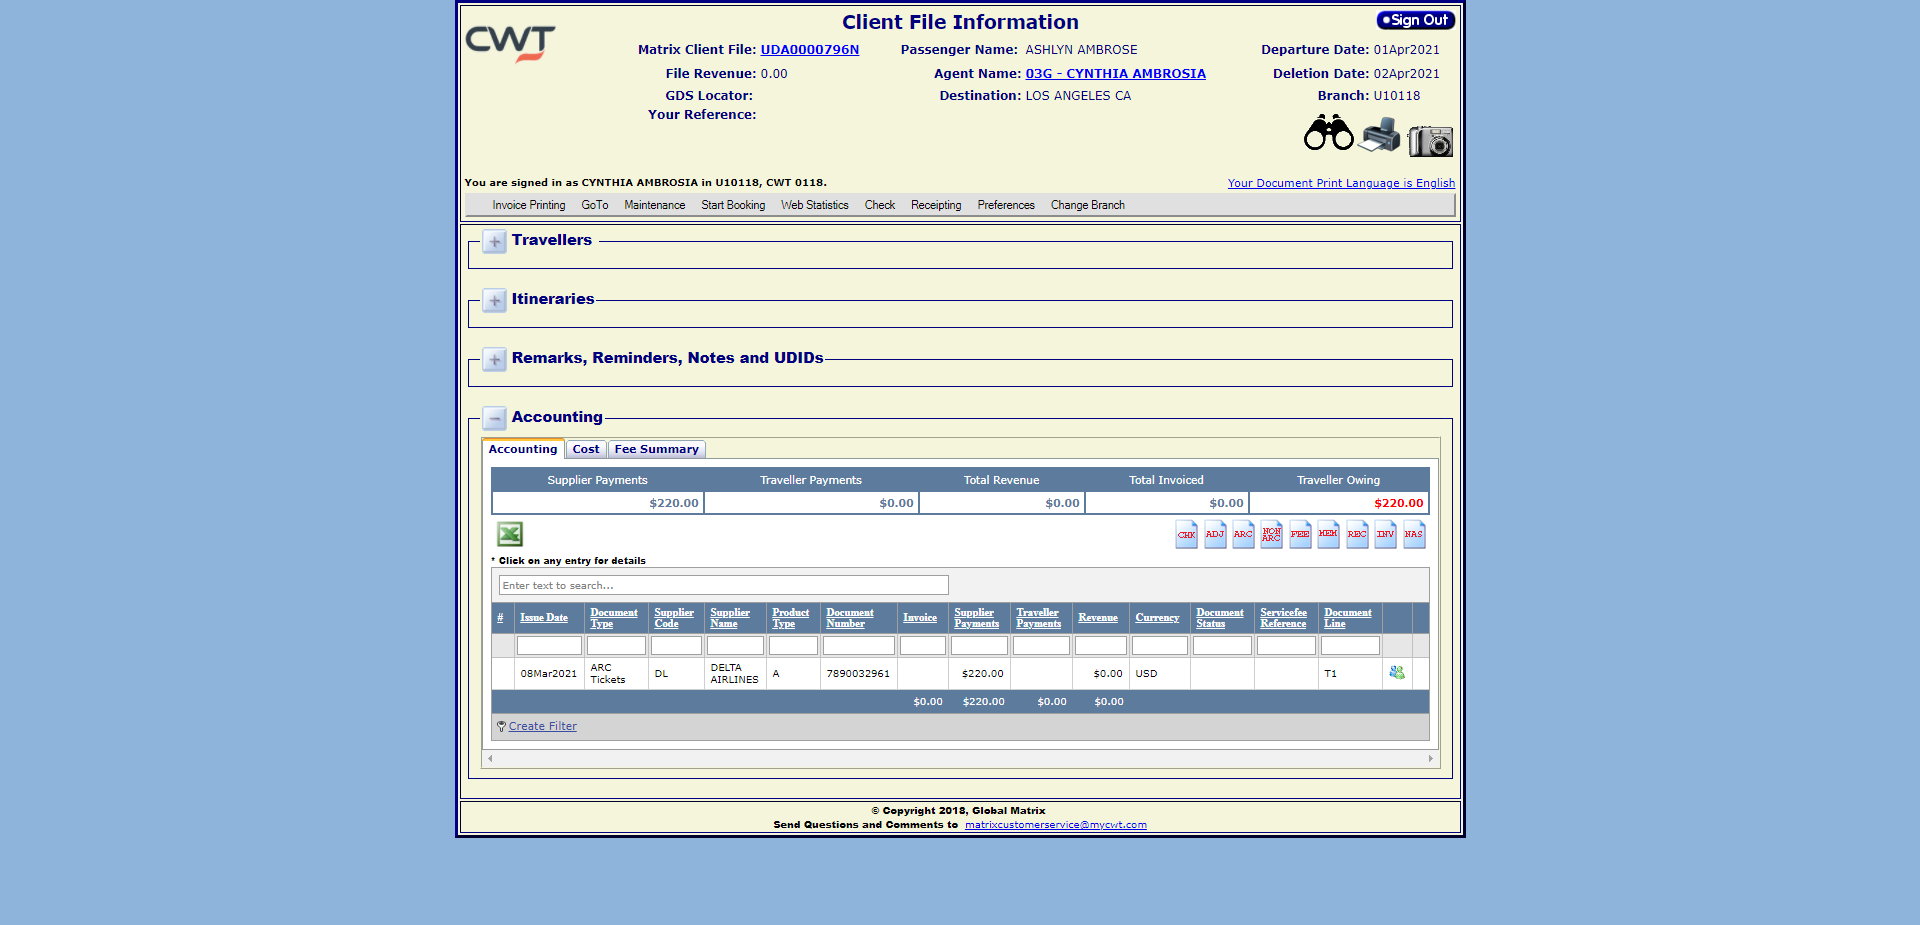 CWT
Client File Information
Sign Out
Matrix Client File: UDA0000796N
Passenger Name: ASHLYN AMBROSE
Departure Date: 01Apr2021
File Revenue: 0.00
Agent Name: 03G - CYNTHIA AMBROSIA
Deletion Date: 02Apr2021
GDS Locator:
Destination: LOS ANGELES CA
Branch: U10118
Your Reference:
You are signed in as CYNTHIA AMBROSIA in U10118, CWT 0118.
Your Document Print Language is English
Invoice Printing GoTo Maintenance Start Booking Web Statistics Check Receipting Preferences Change Branch
Travellers
Itineraries
Remarks, Reminders, Notes and UDIDs
Accounting
Accounting Cost Fee Summary
Supplier Payments Traveller Payments Total Revenue Total Invoiced Traveller Owing
$220.00 $0.00 $0.00 $0.00 $220.00
CHK ADJ ARC NON ARC FEE MEM REC INV NAS
* Click on any entry for details
Enter text to search...
# Issue Date Document Type Supplier Code Supplier Name Product Type Document Number Invoice Supplier Payments Traveller Payments Revenue Currency Document Status Servicefee Reference Document Line
08Mar2021 ARC Tickets DL DELTA AIRLINES A 7890032961 $220.00 $0.00 USD T1
$0.00 $220.00 $0.00 $0.00
Create Filter
© Copyright 2018, Global Matrix
Send Questions and Comments to matrixcustomerservice@mycwt.com